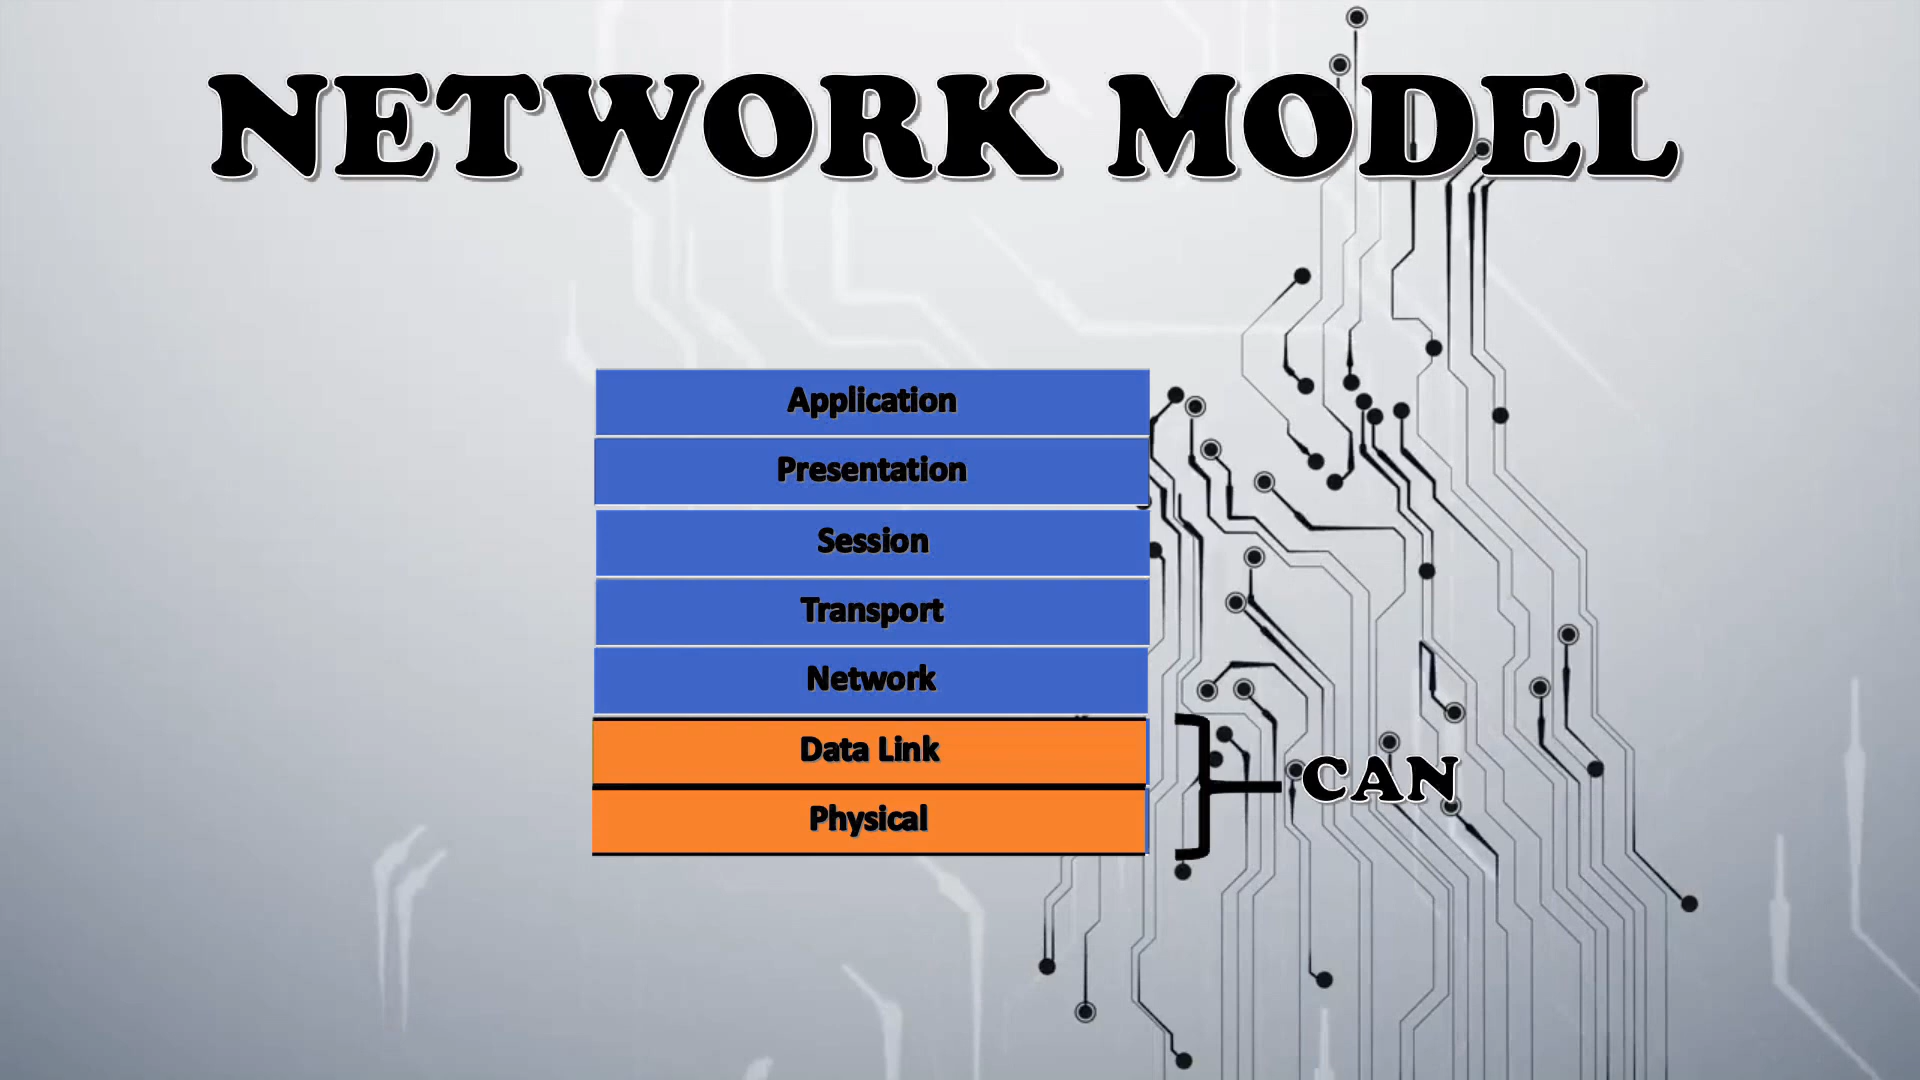 NETWORK MODEL
Application
Presentation
Session
Transport
Network
Data Link
Physical
CAN